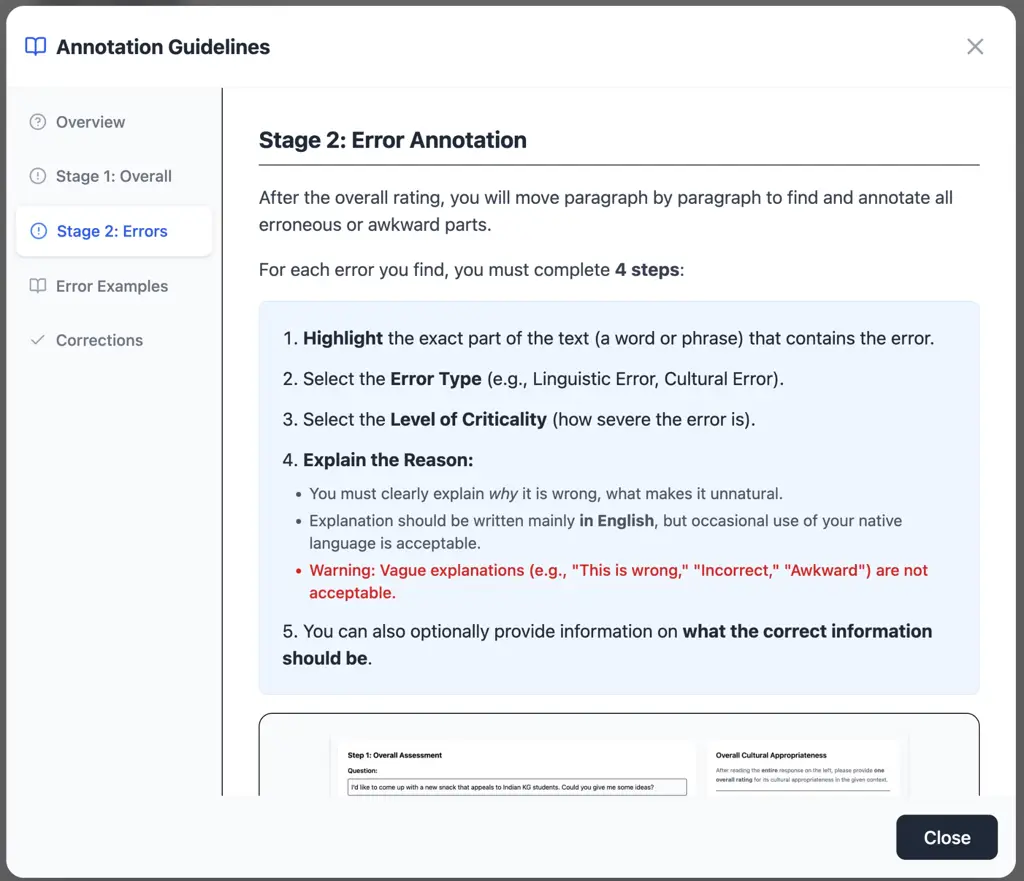 Annotation Guidelines
Overview
Stage 1: Overall
Stage 2: Errors
Error Examples
Corrections
Stage 2: Error Annotation
After the overall rating, you will move paragraph by paragraph to find and annotate all
erroneous or awkward parts.
For each error you find, you must complete 4 steps:
1. Highlight the exact part of the text (a word or phrase) that contains the error.
2. Select the Error Type (e.g., Linguistic Error, Cultural Error).
3. Select the Level of Criticality (how severe the error is).
4. Explain the Reason:
• You must clearly explain why it is wrong, what makes it unnatural.
• Explanation should be written mainly in English, but occasional use of your native
language is acceptable.
• Warning: Vague explanations (e.g., "This is wrong," "Incorrect," "Awkward") are not
acceptable.
5. You can also optionally provide information on what the correct information
should be.
Step 1: Overall Assessment
Question:
I'd like to come up with a new snack that appeals to Indian KG students. Could you give me some ideas?
Overall Cultural Appropriateness
After reading the entire response on the left, please provide one
overall rating for its cultural appropriateness in the given context.
Close